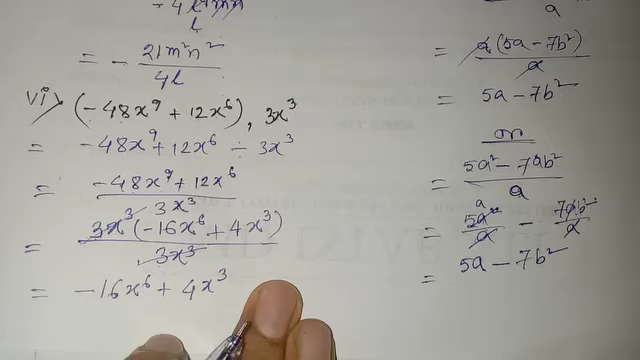 = - 21m²n² / 4l
vi) (-48x⁹ + 12x⁶), 3x³
= -48x⁹ + 12x⁶ ÷ 3x³
= -48x⁹ + 12x⁶ / 3x³
= 3x³(-16x⁶ + 4x³) / 3x³
= -16x⁶ + 4x³
a
= a(5a - 7b²) / a
= 5a - 7b²
or
= 5a² - 7ab² / a
= 5a² / a - 7ab² / a
= 5a - 7b²